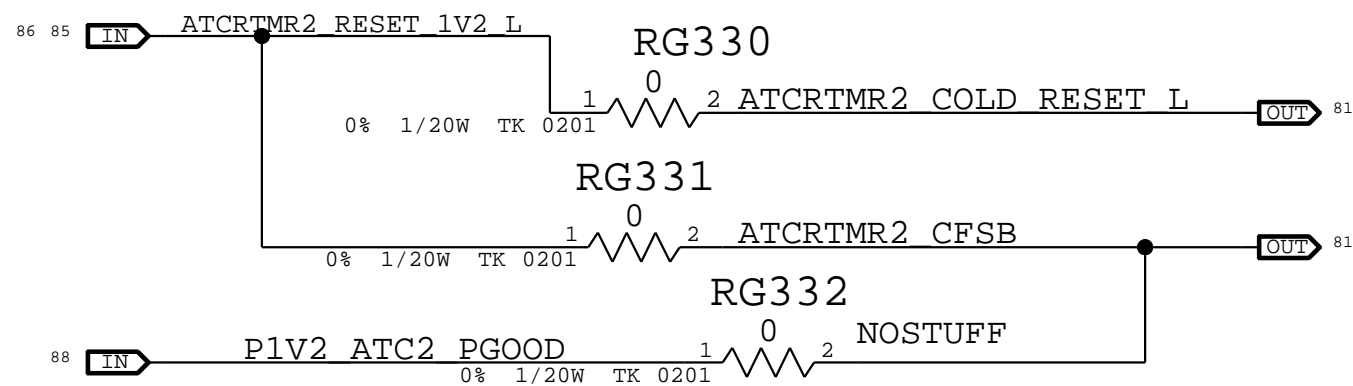 86 85 IN ATCRTMR2_RESET_1V2_L
RG330
0
1 2 ATCRTMR2_COLD_RESET_L OUT 81
0% 1/20W TK 0201
RG331
0
1 2 ATCRTMR2_CFSB OUT 81
0% 1/20W TK 0201
RG332
0 NOSTUFF
88 IN P1V2_ATC2_PGOOD 1 2
0% 1/20W TK 0201